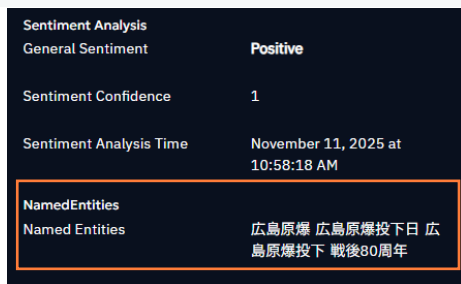 Sentiment Analysis
General Sentiment Positive
Sentiment Confidence 1
Sentiment Analysis Time November 11, 2025 at
10:58:18 AM
NamedEntities
Named Entities 広島原爆 広島原爆投下日 広
島原爆投下 戦後80周年